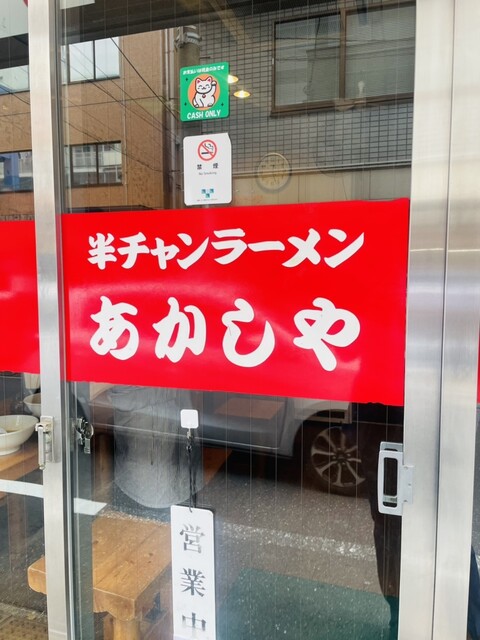 お支払いは現金のみです
CASH ONLY
禁煙
No Smoking
半チャンラーメン
あかしや
営業中